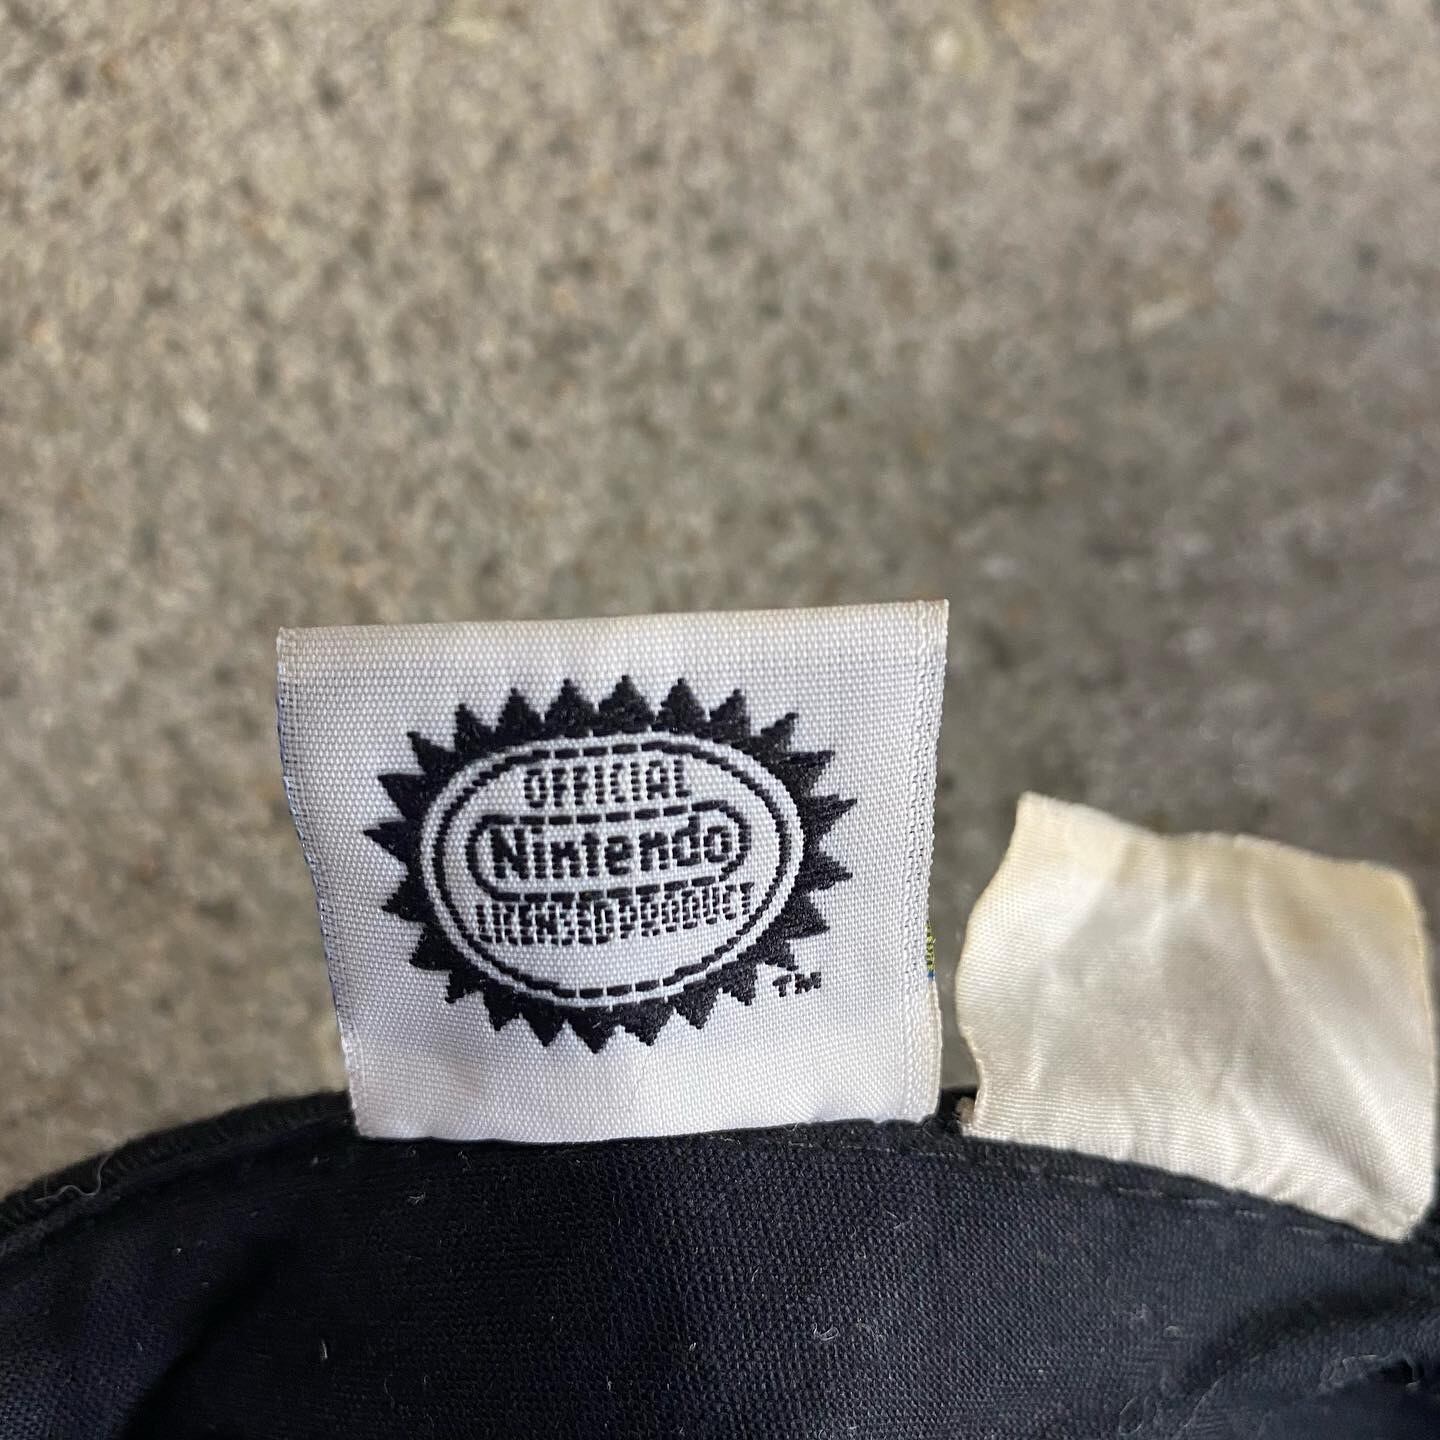 OFFICIAL
Nintendo
LICENSED PRODUCT
TM